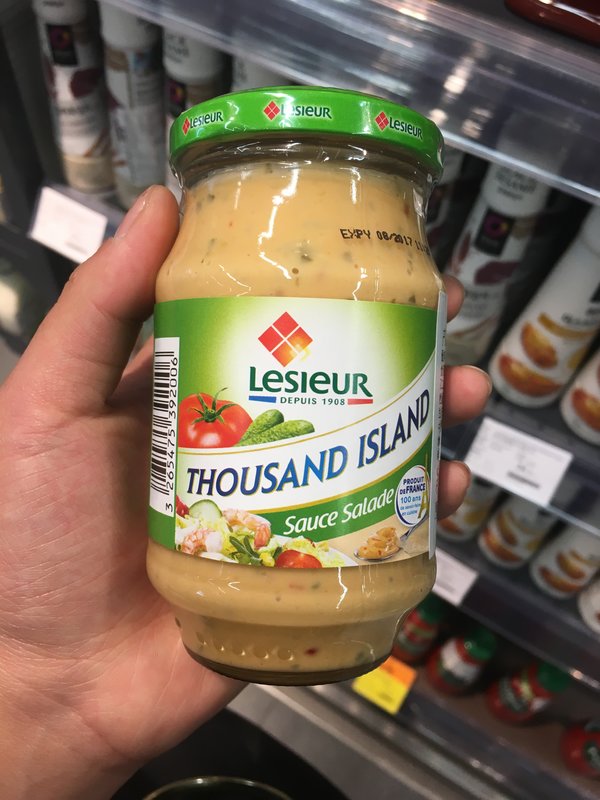 LESIEUR LESIEUR LESIEUR
EXPY 08/2017
LESIEUR
DEPUIS 1908
THOUSAND ISLAND
Sauce Salade
PRODUIT
DE FRANCE
100 ans
3 265475 392006